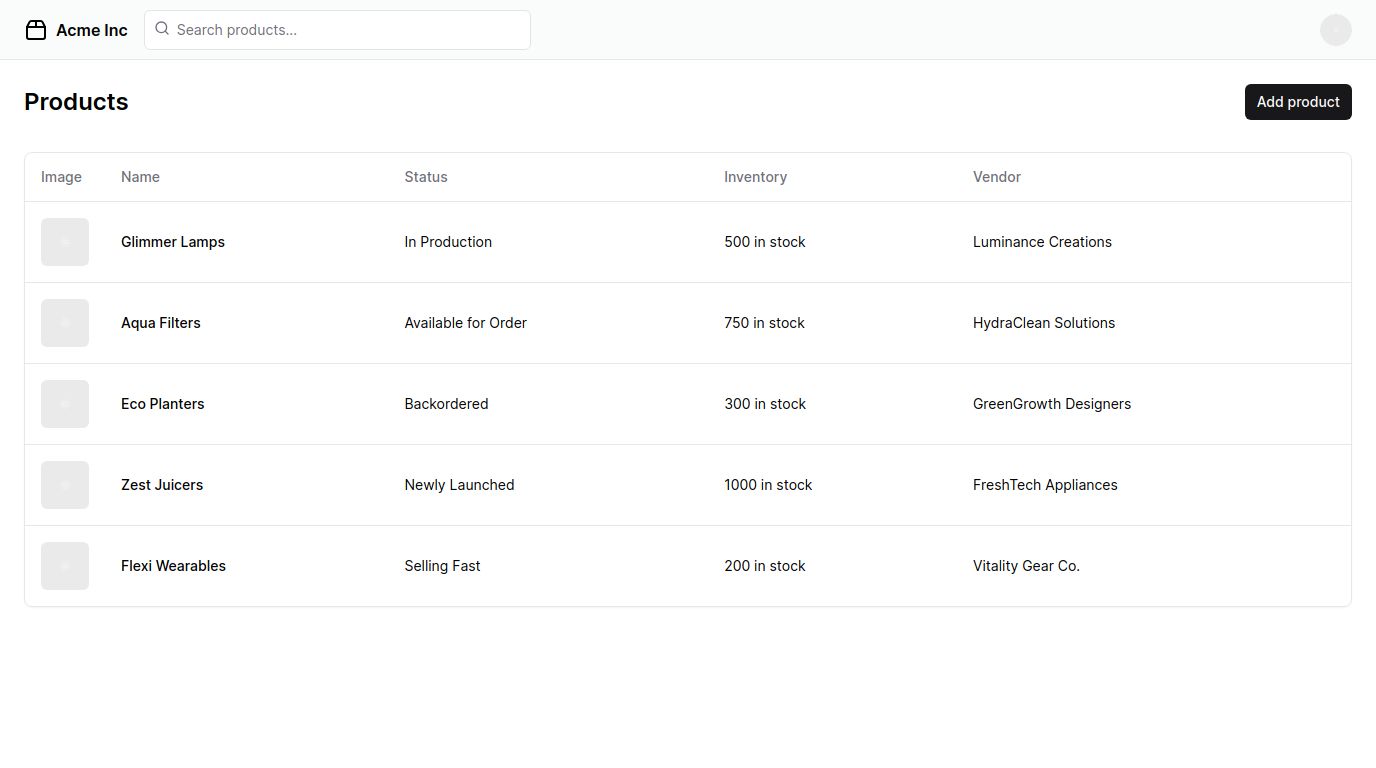 Acme Inc Search products...
Products Add product
Image Name Status Inventory Vendor
Glimmer Lamps In Production 500 in stock Luminance Creations
Aqua Filters Available for Order 750 in stock HydraClean Solutions
Eco Planters Backordered 300 in stock GreenGrowth Designers
Zest Juicers Newly Launched 1000 in stock FreshTech Appliances
Flexi Wearables Selling Fast 200 in stock Vitality Gear Co.